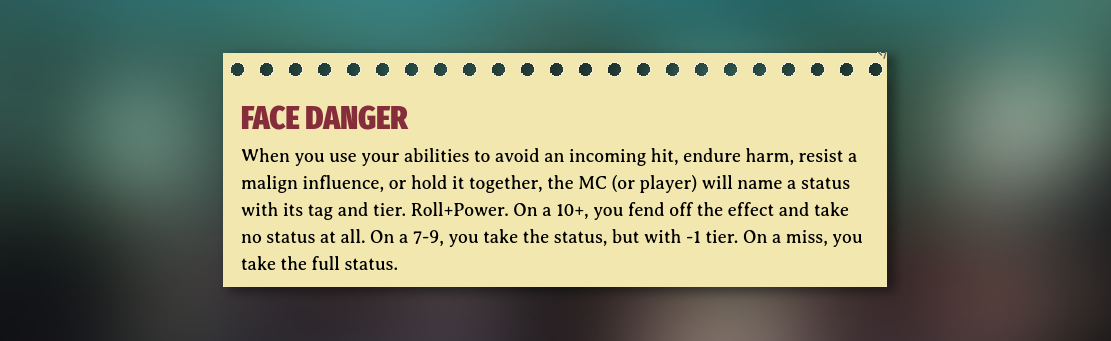 FACE DANGER
When you use your abilities to avoid an incoming hit, endure harm, resist a
malign influence, or hold it together, the MC (or player) will name a status
with its tag and tier. Roll+Power. On a 10+, you fend off the effect and take
no status at all. On a 7-9, you take the status, but with -1 tier. On a miss, you
take the full status.